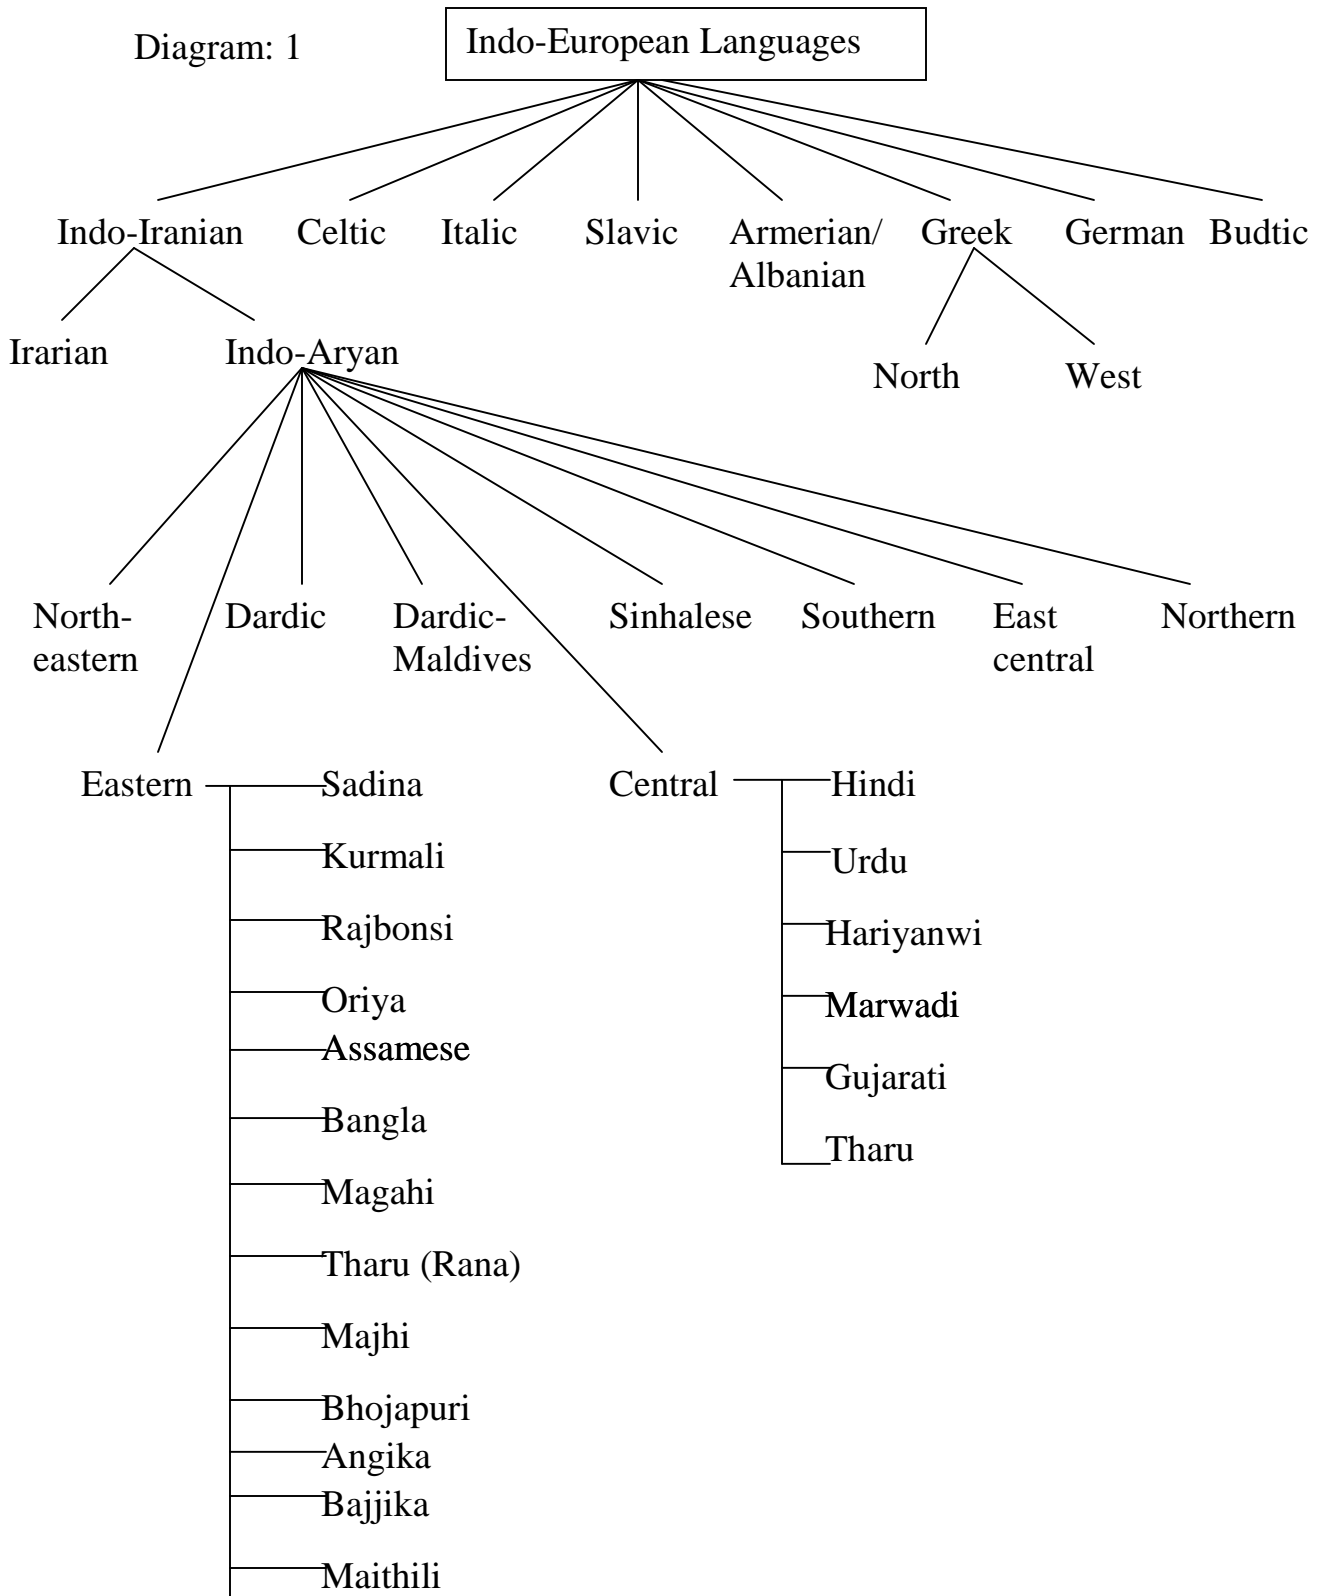 Diagram: 1
Indo-European Languages
Indo-Iranian
Celtic
Italic
Slavic
Armerian/
Albanian
Greek
German
Budtic
Irarian
Indo-Aryan
North
West
North-
eastern
Dardic
Dardic-
Maldives
Sinhalese
Southern
East
central
Northern
Eastern
Sadina
Kurmali
Rajbonsi
Oriya
Assamese
Bangla
Magahi
Tharu (Rana)
Majhi
Bhojapuri
Angika
Bajjika
Maithili
Central
Hindi
Urdu
Hariyanwi
Marwadi
Gujarati
Tharu